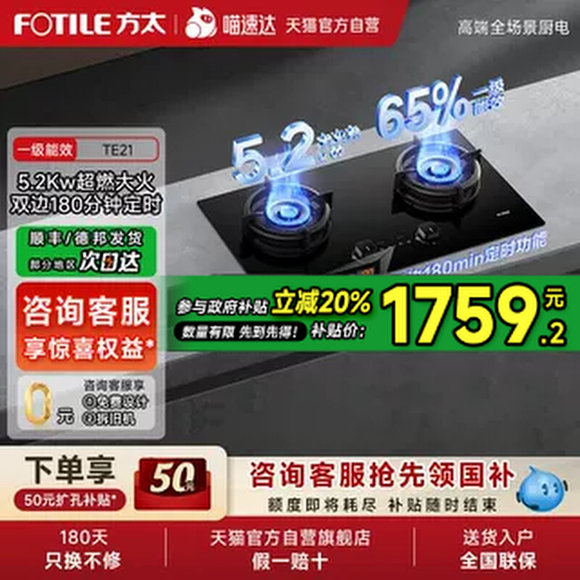 FOTILE 方太
喵速达 天猫官方自营
高端全场景厨电
一级能效 TE21
5.2Kw超燃大火
双边180分钟定时
顺丰/德邦发货
部分地区 次日达
5.2
65% 一级
180min定时功能
咨询客服
享惊喜权益*
参与政府补贴 立减20%
数量有限 先到先得! 补贴价:
1759.2元
0元
咨询客服享
①免费设计
②拆旧机
下单享
50元扩孔补贴*
50元
咨询客服抢先领国补
额度即将耗尽 补贴随时结束
180天
只换不修
天猫官方自营旗舰店
假一赔十
送货入户
全国联保